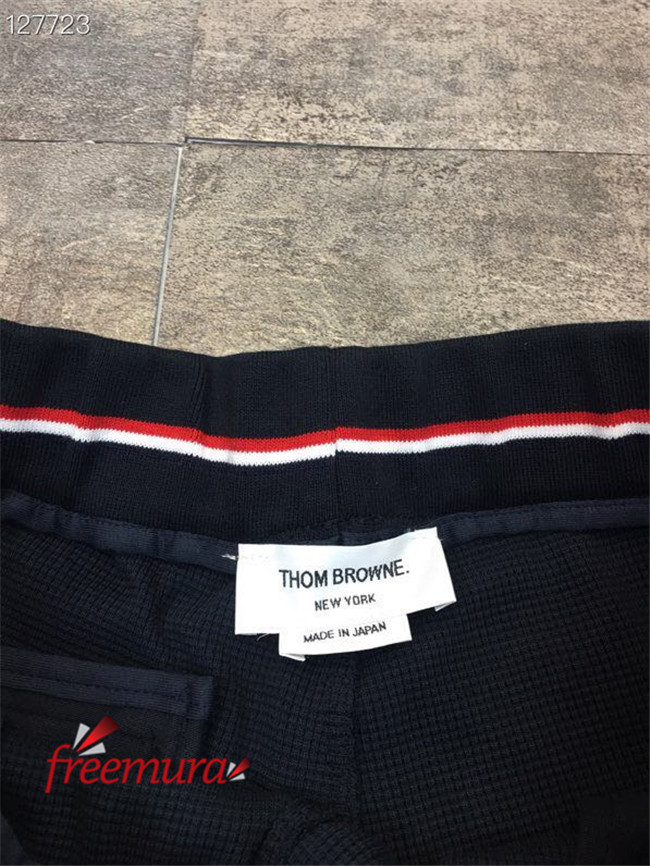 127723
THOM BROWNE.
NEW YORK
MADE IN JAPAN
freemura